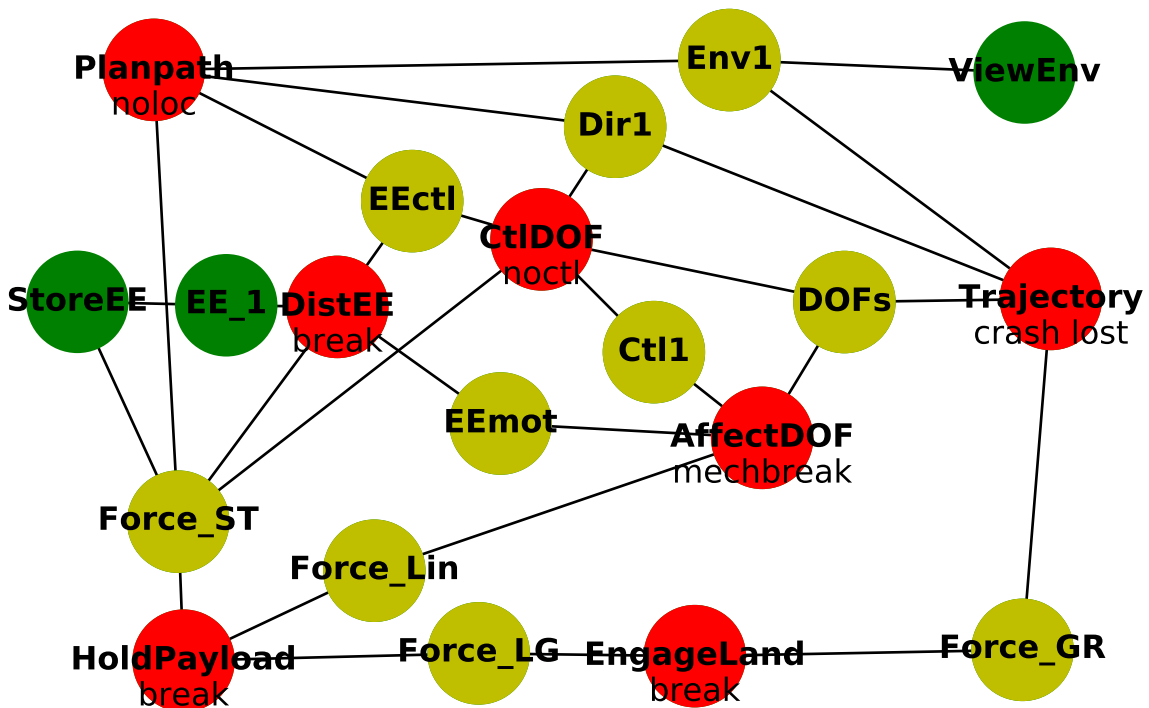 Env1
Planpath
noloc
ViewEnv
Dir1
EEctl
CtlDOF
noctl
StoreEE
EE_1
DistEE
break
DOFs
Trajectory
crash lost
Ctl1
EEmot
AffectDOF
mechbreak
Force_ST
Force_Lin
HoldPayload
break
Force_LG
EngageLand
break
Force_GR